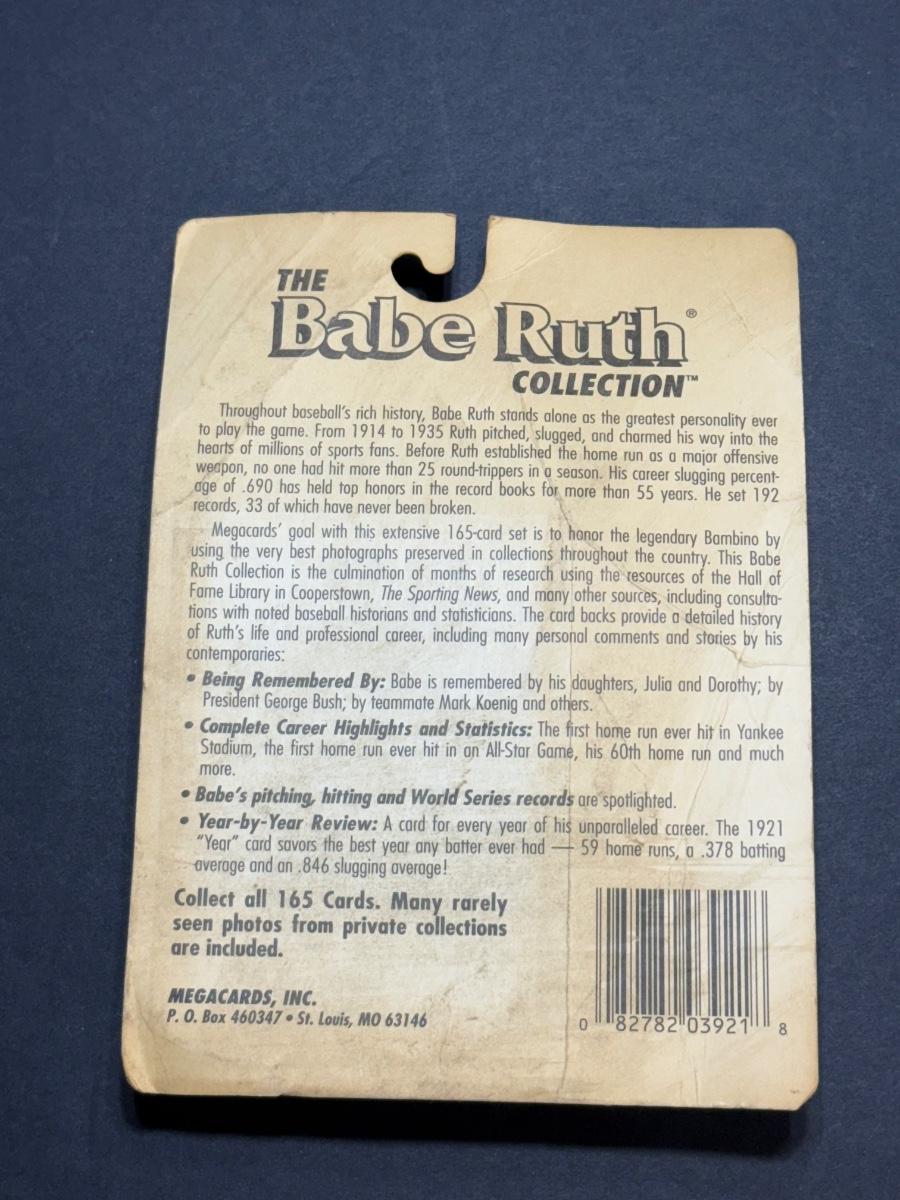 THE
Babe Ruth®
COLLECTION™
Throughout baseball's rich history, Babe Ruth stands alone as the greatest personality ever
to play the game. From 1914 to 1935 Ruth pitched, slugged, and charmed his way into the
hearts of millions of sports fans. Before Ruth established the home run as a major offensive
weapon, no one had hit more than 25 round-trippers in a season. His career slugging percent-
age of .690 has held top honors in the record books for more than 55 years. He set 192
records, 33 of which have never been broken.
Megacards' goal with this extensive 165-card set is to honor the legendary Bambino by
using the very best photographs preserved in collections throughout the country. This Babe
Ruth Collection is the culmination of months of research using the resources of the Hall of
Fame Library in Cooperstown, The Sporting News, and many other sources, including consulta-
tions with noted baseball historians and statisticians. The card backs provide a detailed history
of Ruth's life and professional career, including many personal comments and stories by his
contemporaries:
• Being Remembered By: Babe is remembered by his daughters, Julia and Dorothy; by
President George Bush; by teammate Mark Koenig and others.
• Complete Career Highlights and Statistics: The first home run ever hit in Yankee
Stadium, the first home run ever hit in an All-Star Game, his 60th home run and much
more.
• Babe's pitching, hitting and World Series records are spotlighted.
• Year-by-Year Review: A card for every year of his unparalleled career. The 1921
"Year" card savors the best year any batter ever had — 59 home runs, a .378 batting
average and an .846 slugging average!
Collect all 165 Cards. Many rarely
seen photos from private collections
are included.
MEGACARDS, INC.
P. O. Box 460347 • St. Louis, MO 63146
0 82782 03921 8